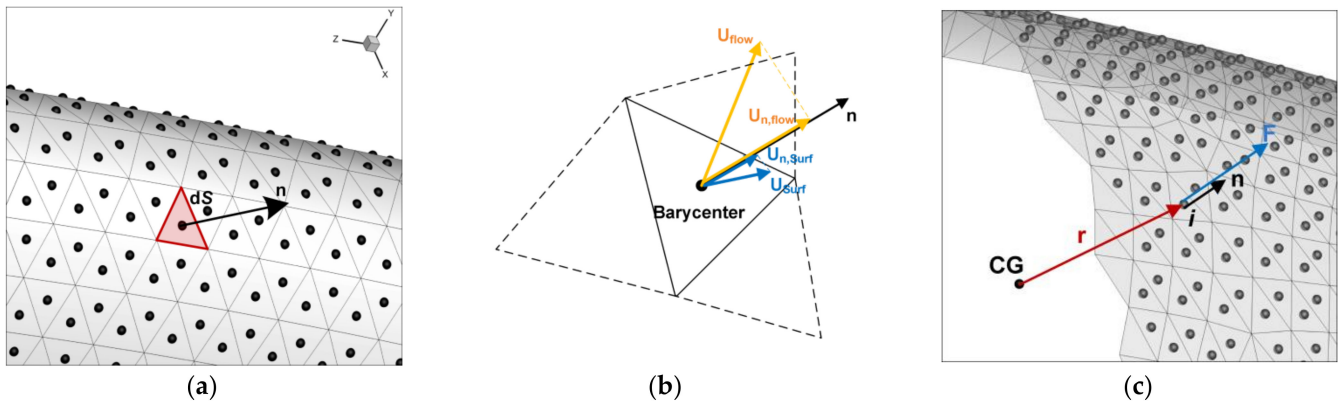 Y
Z
X
dS
n
U_flow
U_n,flow
n
U_n,Surf
U_Surf
Barycenter
F
n
i
r
CG
(a)
(b)
(c)